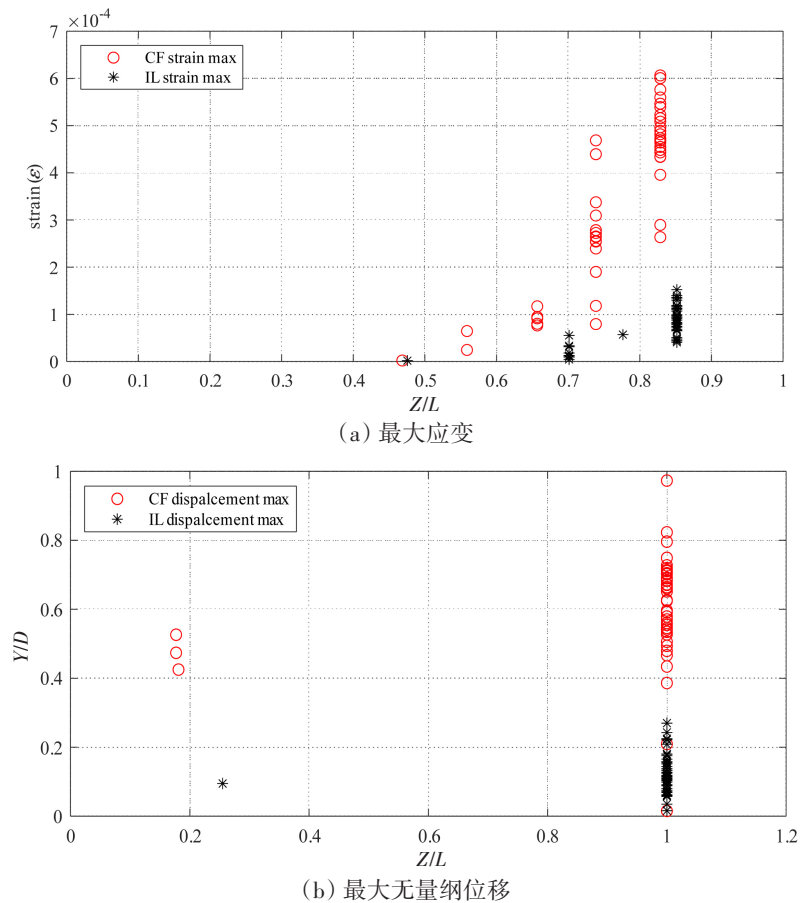 ×10⁻⁴
7
CF strain max
IL strain max
6
5
4
3
2
1
0
strain (ε)
0 0.1 0.2 0.3 0.4 0.5 0.6 0.7 0.8 0.9 1
Z/L
(a) 最大应变
1
CF dispalcement max
IL dispalcement max
0.8
0.6
0.4
0.2
0
Y/D
0 0.2 0.4 0.6 0.8 1 1.2
Z/L
(b) 最大无量纲位移